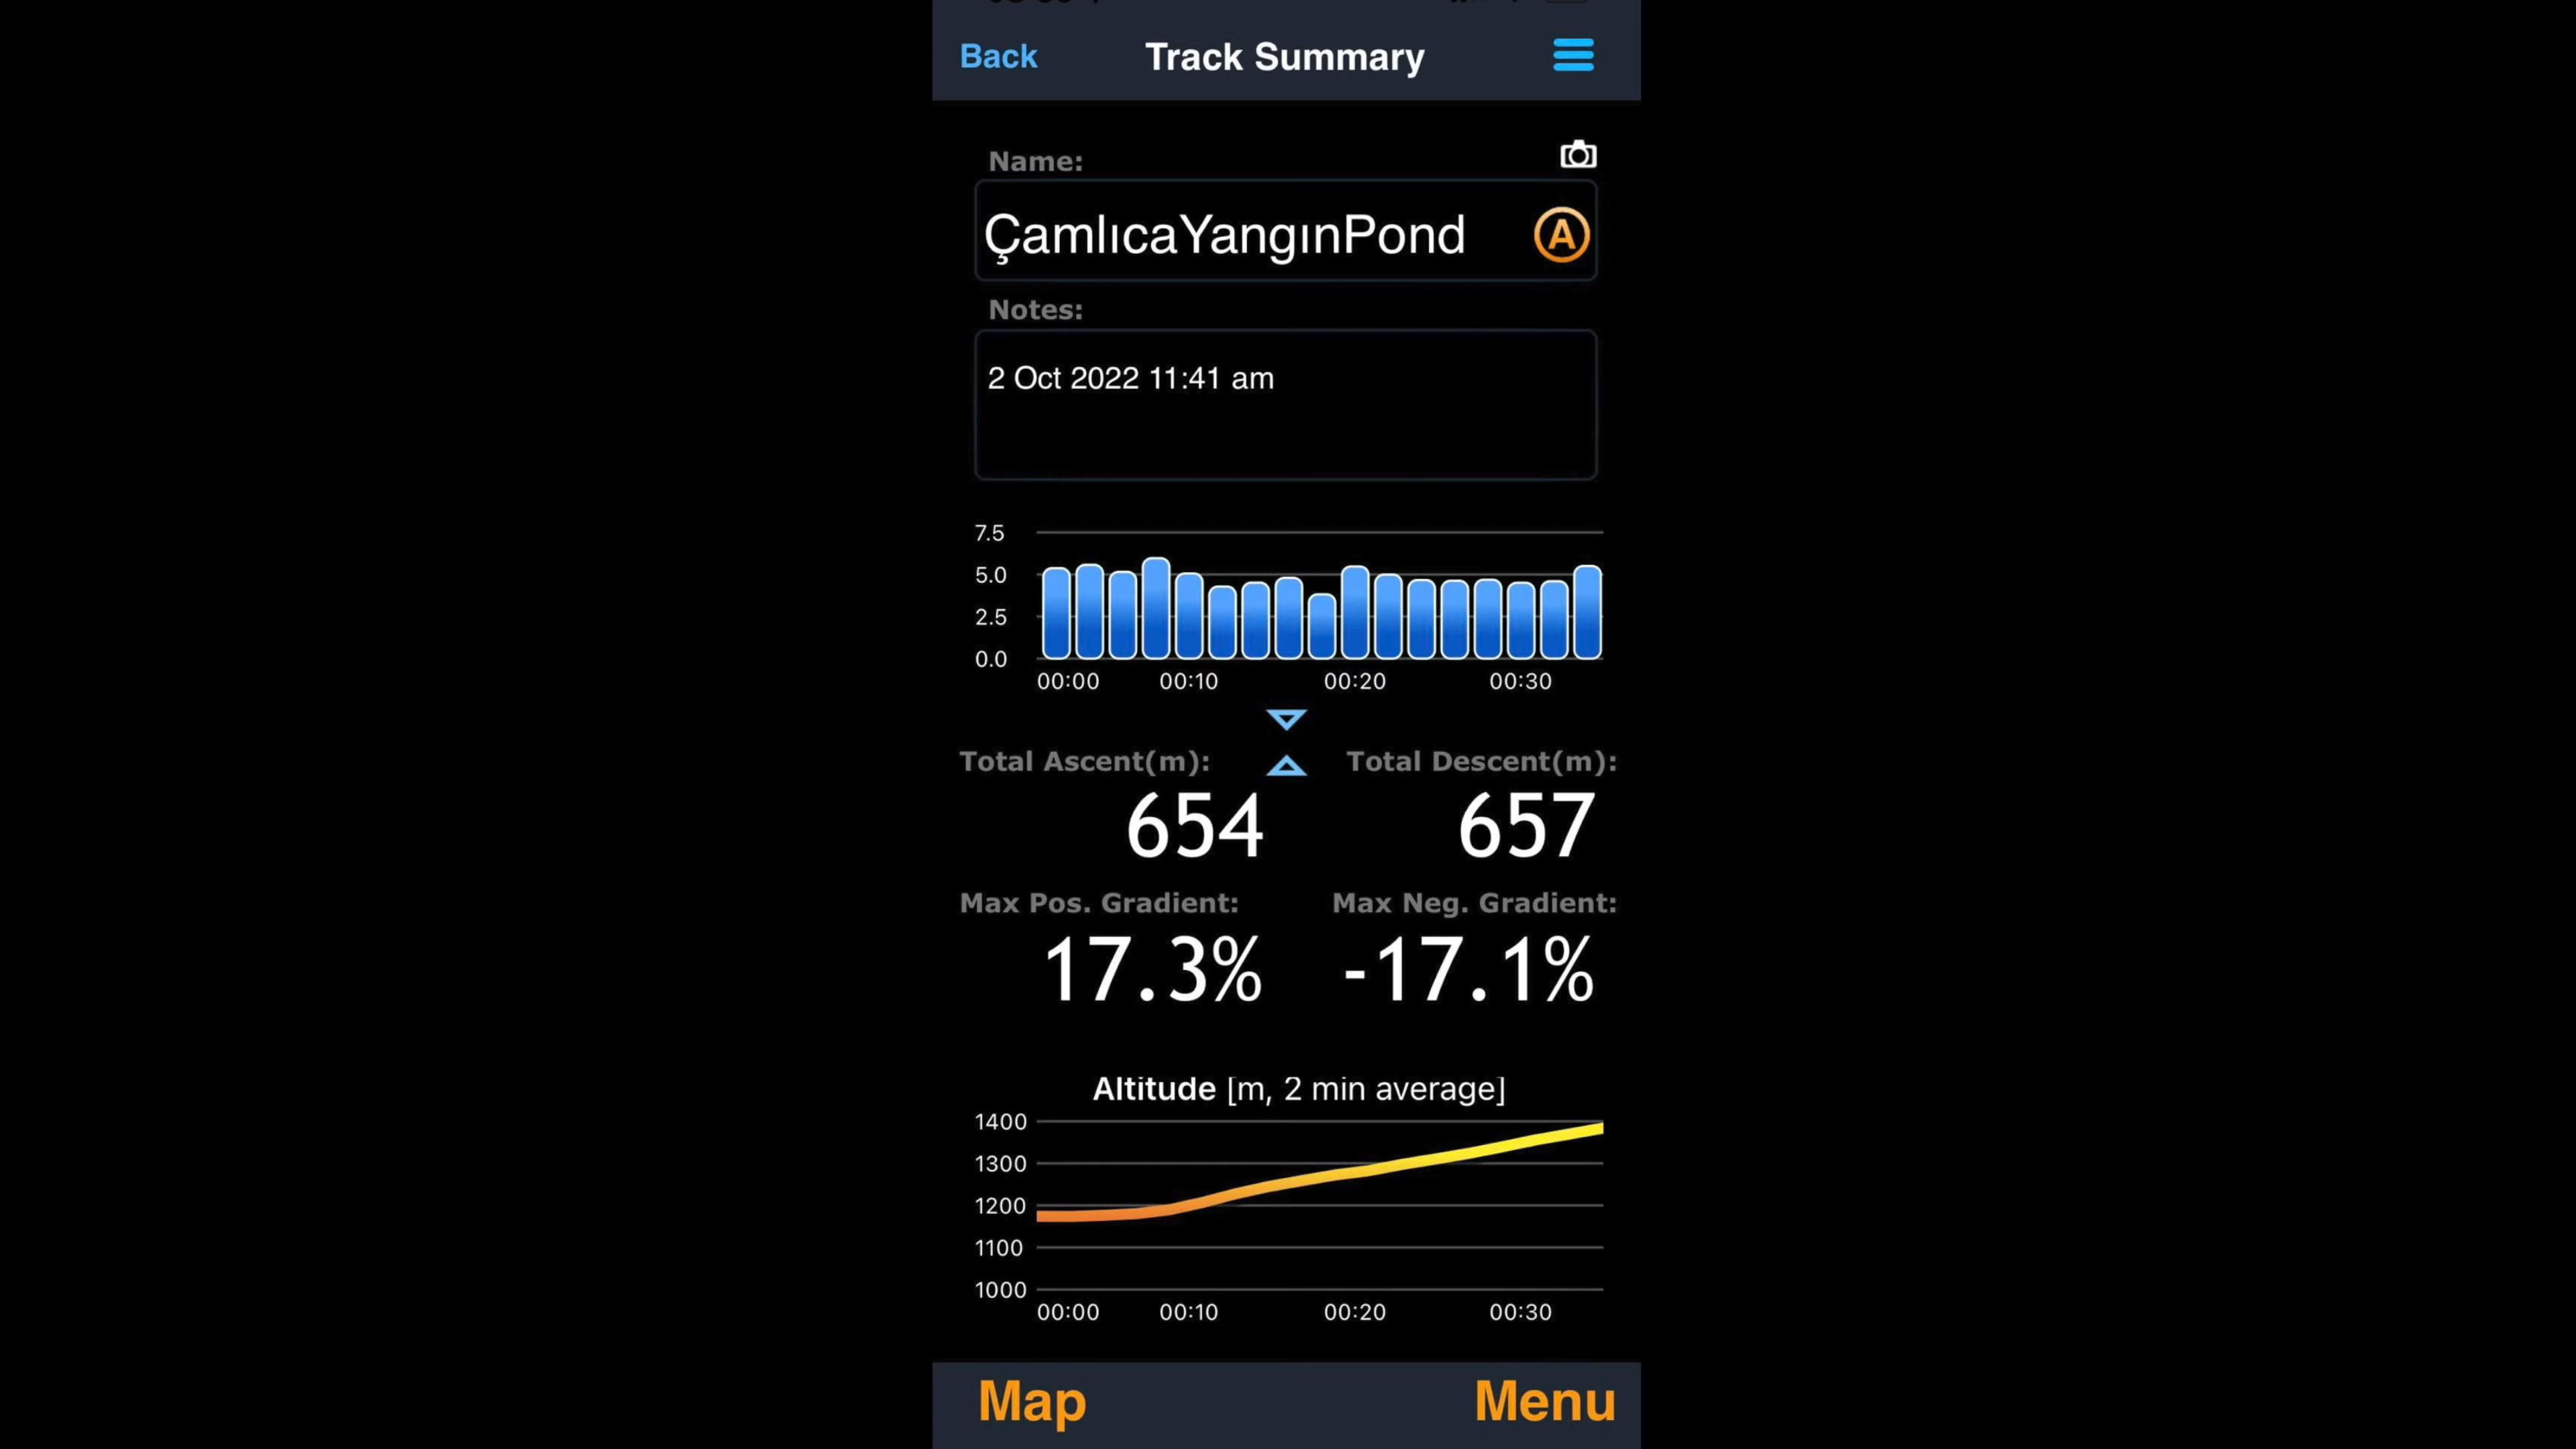 Back Track Summary
Name:
ÇamlıcaYangınPond A
Notes:
2 Oct 2022 11:41 am
7.5
5.0
2.5
0.0
00:00 00:10 00:20 00:30
Total Ascent(m): Total Descent(m):
654 657
Max Pos. Gradient: Max Neg. Gradient:
17.3% -17.1%
Altitude [m, 2 min average]
1400
1300
1200
1100
1000
00:00 00:10 00:20 00:30
Map Menu